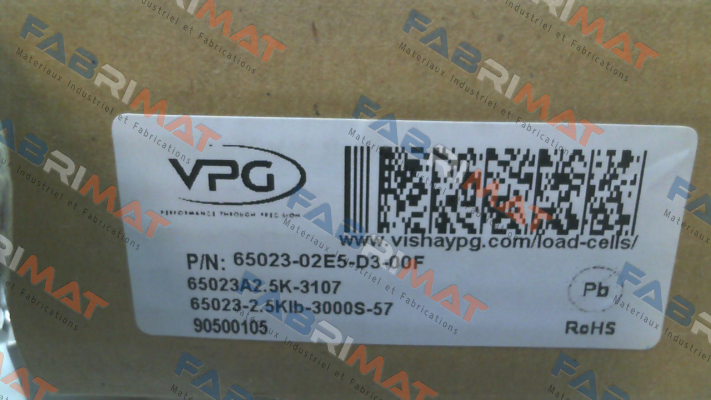 VPG
PERFORMANCE THROUGH PRECISION
www.vishaypg.com/load-cells/
P/N: 65023-02E5-D3-00F
65023A2.5K-3107
65023-2.5Klb-3000S-57
90500105
Pb
RoHS
FABRIMAT
Materiaux Industriel et Fabrications